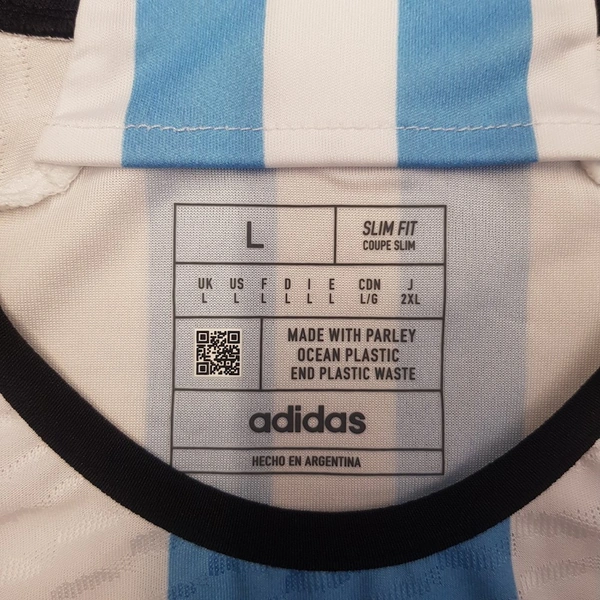 L
SLIM FIT
COUPE SLIM
UK US F D I E CDN J
L L L L L L L/G 2XL
MADE WITH PARLEY
OCEAN PLASTIC
END PLASTIC WASTE
adidas
HECHO EN ARGENTINA